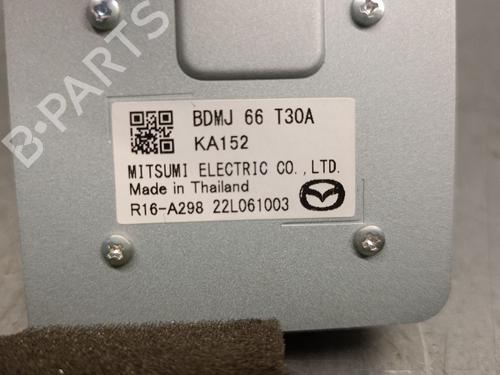 B-PARTS
BDMJ 66 T30A
KA152
MITSUMI ELECTRIC CO.,LTD.
Made in Thailand
R16-A298 22L061003